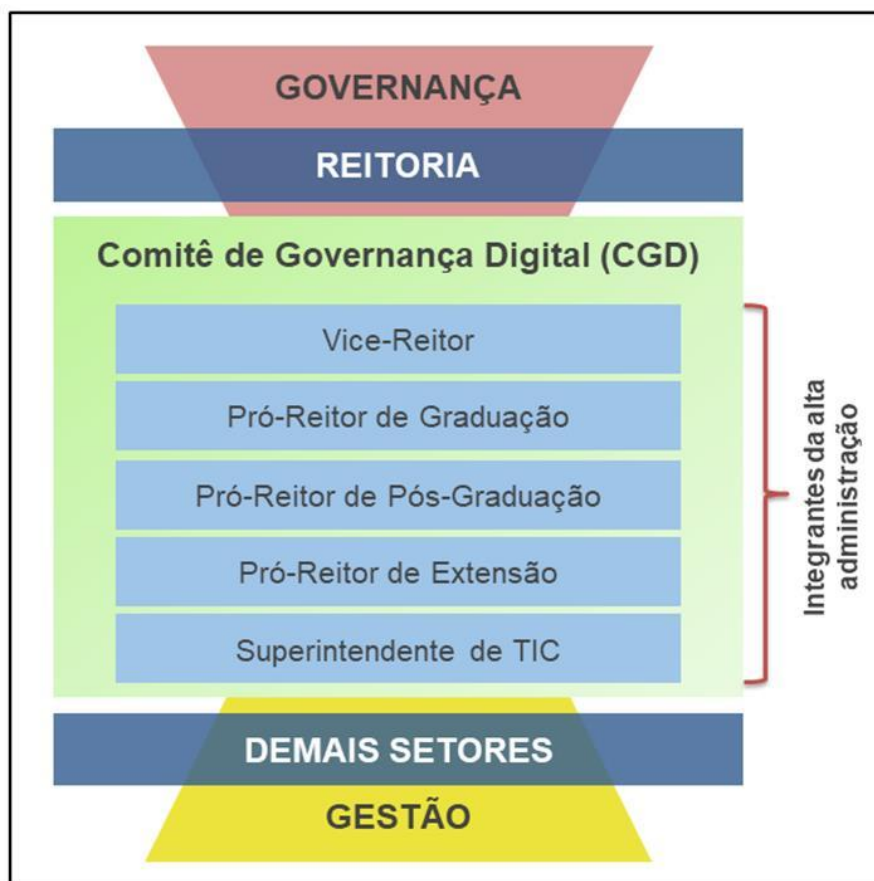 GOVERNANÇA
REITORIA
Comitê de Governança Digital (CGD)
Vice-Reitor
Pró-Reitor de Graduação
Pró-Reitor de Pós-Graduação
Pró-Reitor de Extensão
Superintendente de TIC
Integrantes da alta
administração
DEMAIS SETORES
GESTÃO